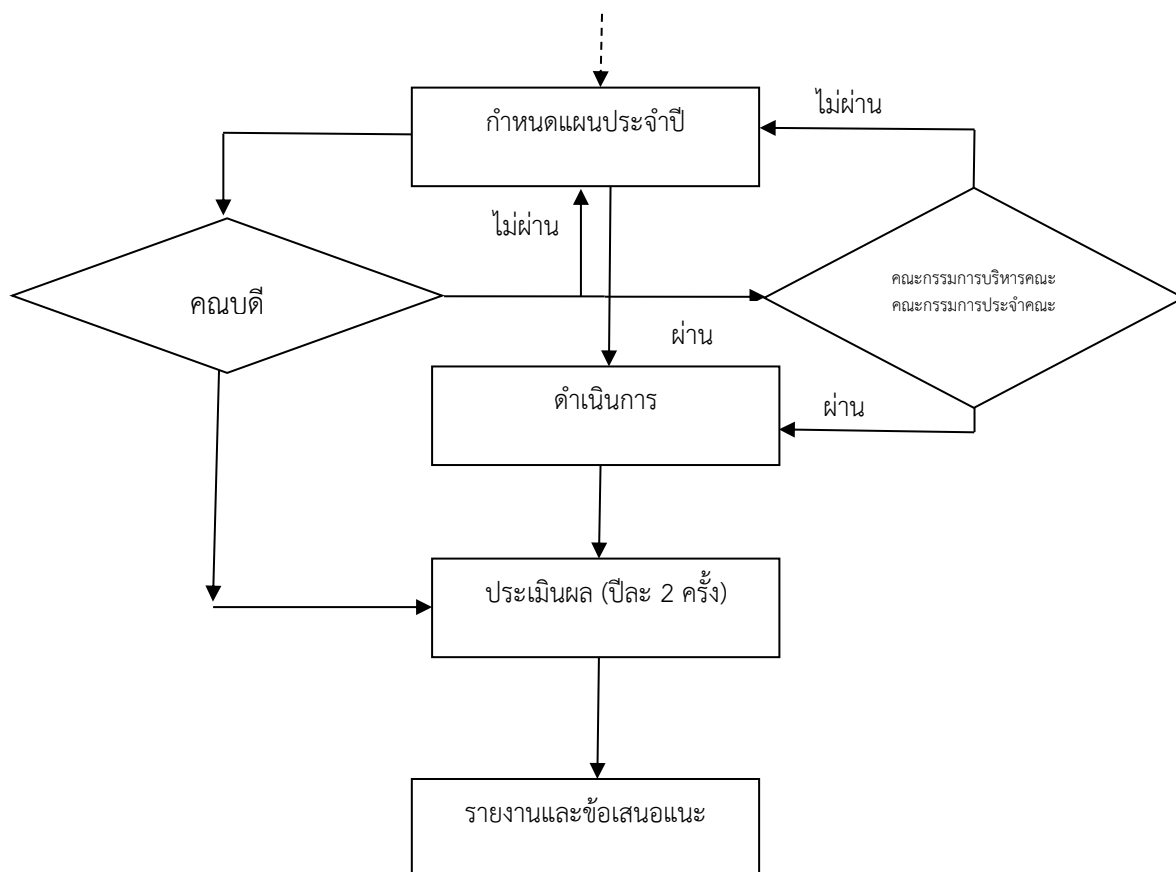 กำหนดแผนประจำปี
ไม่ผ่าน
ไม่ผ่าน
คณบดี
คณะกรรมการบริหารคณะ
คณะกรรมการประจำคณะ
ผ่าน
ดำเนินการ
ผ่าน
ประเมินผล (ปีละ 2 ครั้ง)
รายงานและข้อเสนอแนะ